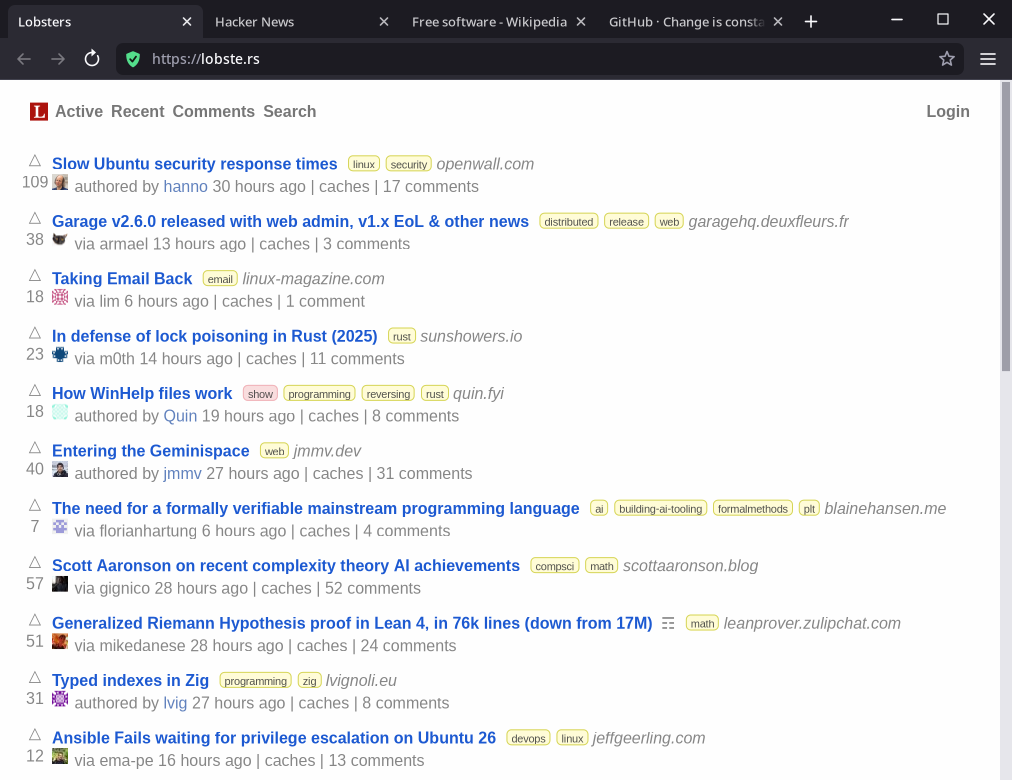 Lobsters
Hacker News
Free software - Wikipedia
GitHub · Change is consta
https://lobste.rs
L Active Recent Comments Search Login
Slow Ubuntu security response times linux security openwall.com
109 authored by hanno 30 hours ago | caches | 17 comments
Garage v2.6.0 released with web admin, v1.x EoL & other news distributed release web garagehq.deuxfleurs.fr
38 via armael 13 hours ago | caches | 3 comments
Taking Email Back email linux-magazine.com
18 via lim 6 hours ago | caches | 1 comment
In defense of lock poisoning in Rust (2025) rust sunshowers.io
23 via m0th 14 hours ago | caches | 11 comments
How WinHelp files work show programming reversing rust quin.fyi
18 authored by Quin 19 hours ago | caches | 8 comments
Entering the Geminispace web jmmv.dev
40 authored by jmmv 27 hours ago | caches | 31 comments
The need for a formally verifiable mainstream programming language ai building-ai-tooling formalmethods plt blainehansen.me
7 via florianhartung 6 hours ago | caches | 4 comments
Scott Aaronson on recent complexity theory AI achievements compsci math scottaaronson.blog
57 via gignico 28 hours ago | caches | 52 comments
Generalized Riemann Hypothesis proof in Lean 4, in 76k lines (down from 17M) math leanprover.zulipchat.com
51 via mikedanese 28 hours ago | caches | 24 comments
Typed indexes in Zig programming zig lvignoli.eu
31 authored by lvig 27 hours ago | caches | 8 comments
Ansible Fails waiting for privilege escalation on Ubuntu 26 devops linux jeffgeerling.com
12 via ema-pe 16 hours ago | caches | 13 comments